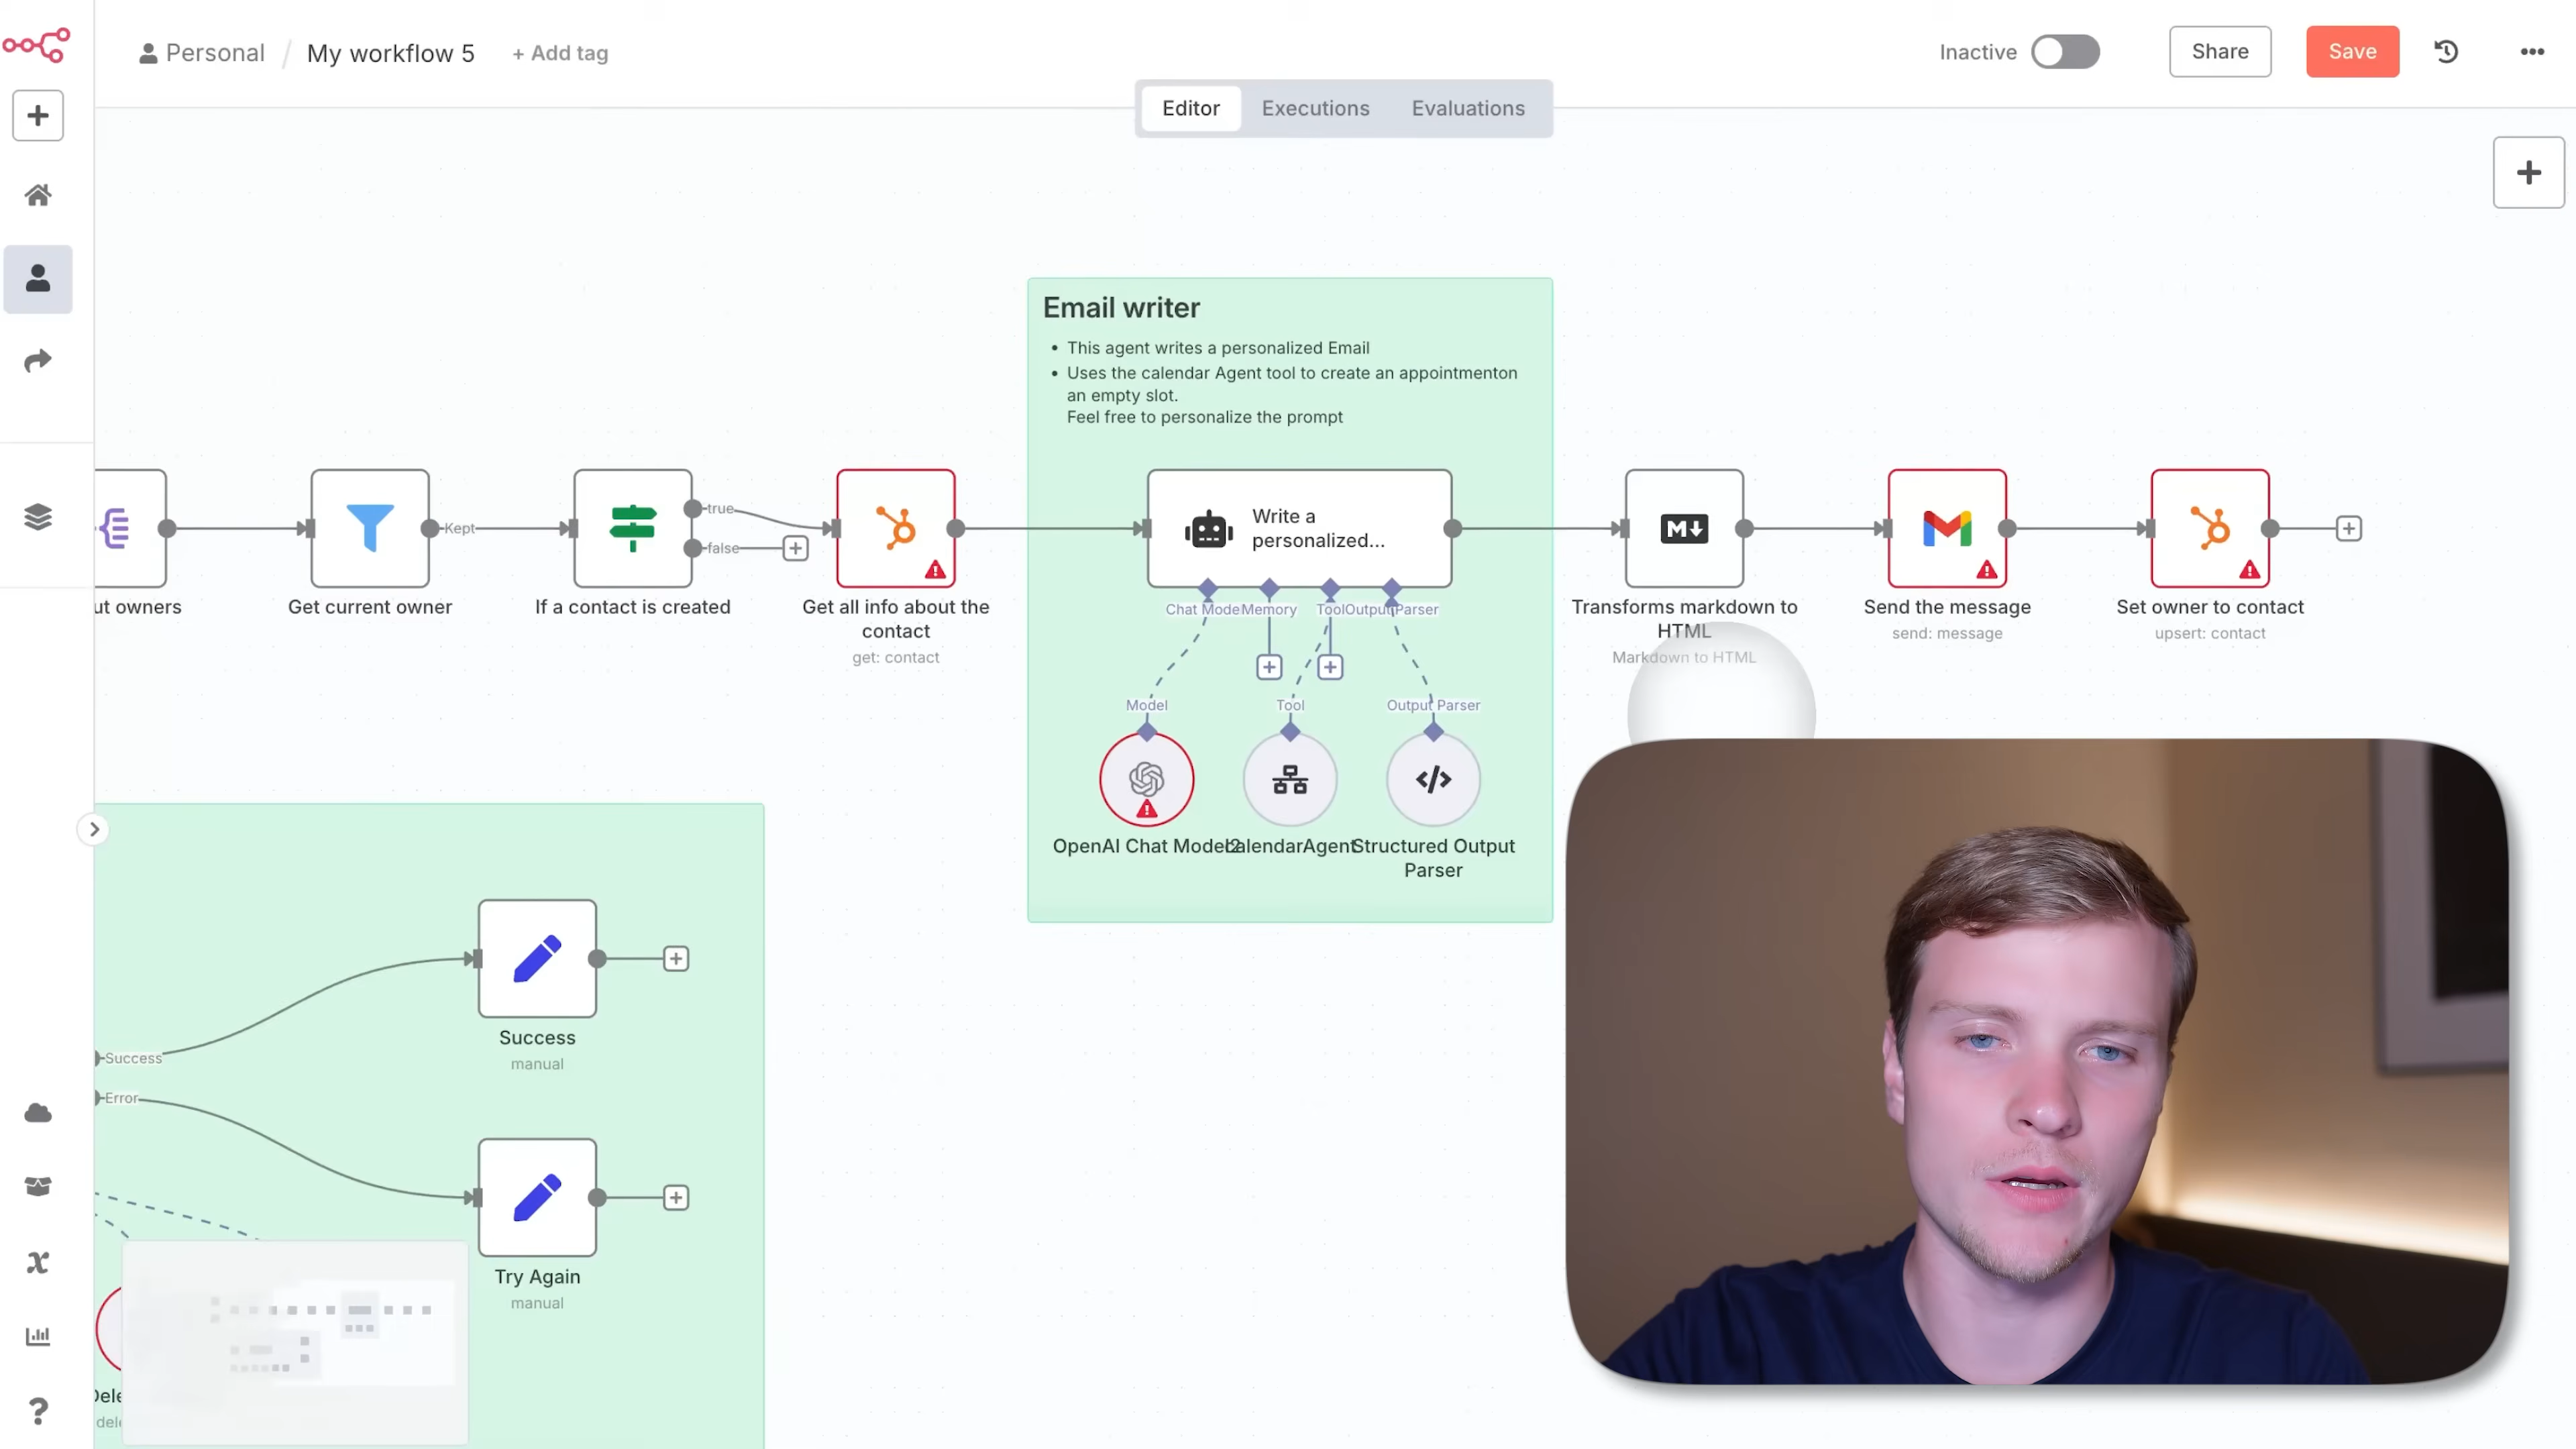 Personal / My workflow 5 + Add tag
Inactive
Share
Save
Editor Executions Evaluations
Email writer
• This agent writes a personalized Email
• Uses the calendar Agent tool to create an appointmenton
an empty slot.
Feel free to personalize the prompt
ut owners
Kept
Get current owner
true
false
If a contact is created
Get all info about the
contact
get: contact
Write a
personalized...
Chat Mode Memory Tool Output Parser
Model Tool Output Parser
OpenAI Chat Model2
CalendarAgent
Structured Output
Parser
M
Transforms markdown to
HTML
Markdown to HTML
Send the message
send: message
Set owner to contact
upsert: contact
Success
Error
Success
manual
Try Again
manual
Dele
dele